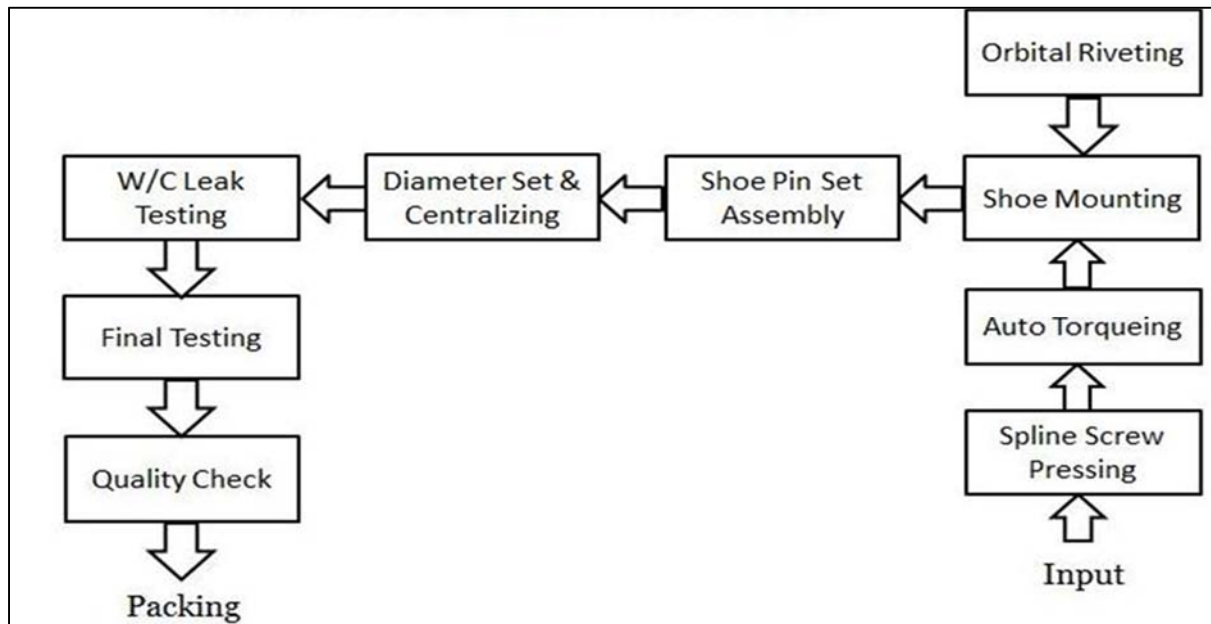 Orbital Riveting
W/C Leak
Testing
Diameter Set &
Centralizing
Shoe Pin Set
Assembly
Shoe Mounting
Final Testing
Auto Torqueing
Quality Check
Spline Screw
Pressing
Input
Packing